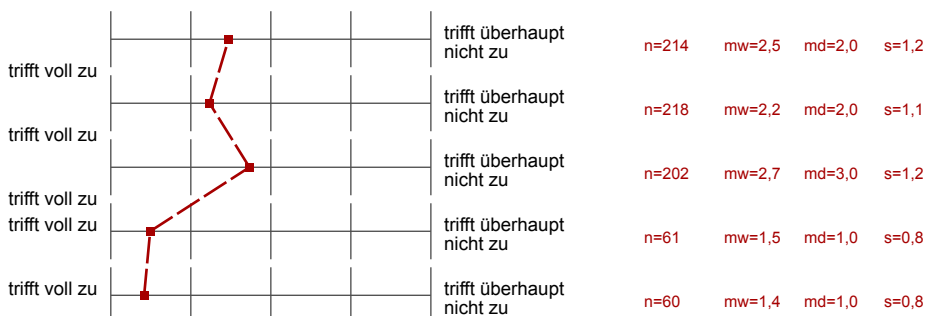 trifft überhaupt
nicht zu
n=214 mw=2,5 md=2,0 s=1,2
trifft voll zu
trifft überhaupt
nicht zu
n=218 mw=2,2 md=2,0 s=1,1
trifft voll zu
trifft überhaupt
nicht zu
n=202 mw=2,7 md=3,0 s=1,2
trifft voll zu
trifft voll zu
trifft überhaupt
nicht zu
n=61 mw=1,5 md=1,0 s=0,8
trifft voll zu
trifft überhaupt
nicht zu
n=60 mw=1,4 md=1,0 s=0,8